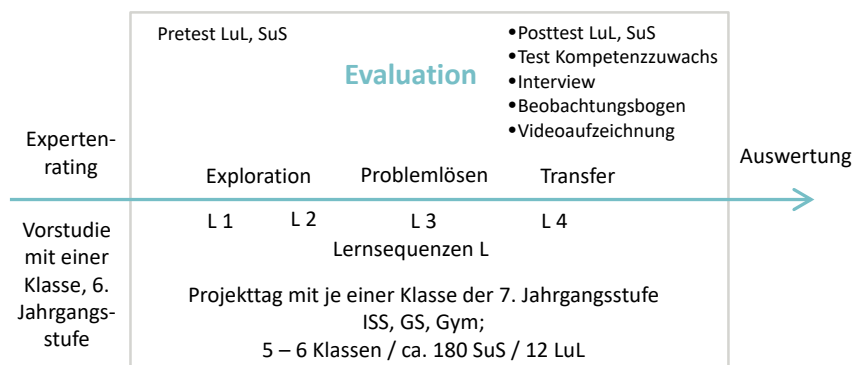 Pretest LuL, SuS
•Posttest LuL, SuS
•Test Kompetenzzuwachs
•Interview
•Beobachtungsbogen
•Videoaufzeichnung
Evaluation
Experten-
rating
Auswertung
Exploration
Problemlösen
Transfer
L 1
L 2
L 3
L 4
Lernsequenzen L
Vorstudie
mit einer
Klasse, 6.
Jahrgangs-
stufe
Projekttag mit je einer Klasse der 7. Jahrgangsstufe
ISS, GS, Gym;
5 – 6 Klassen / ca. 180 SuS / 12 LuL